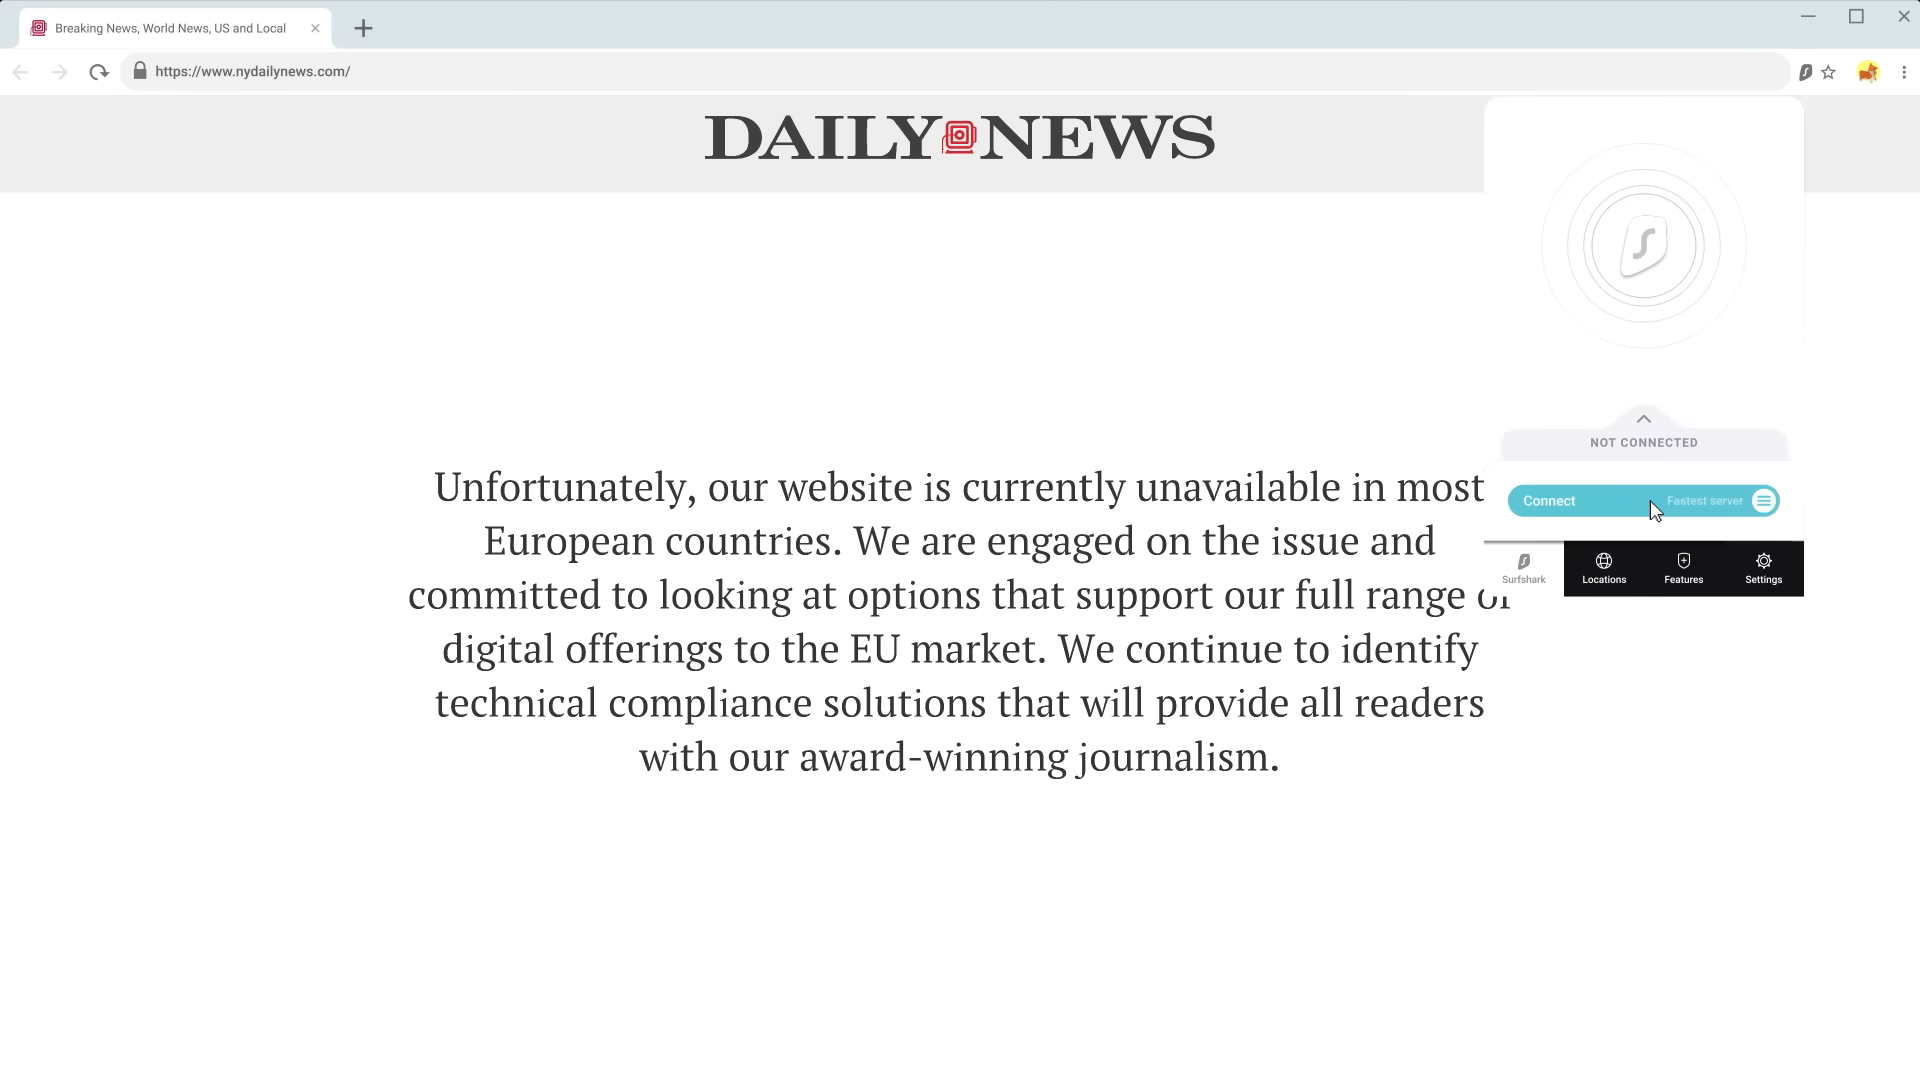 Breaking News, World News, US and Local
https://www.nydailynews.com/
DAILY NEWS
Unfortunately, our website is currently unavailable in most
European countries. We are engaged on the issue and
committed to looking at options that support our full range of
digital offerings to the EU market. We continue to identify
technical compliance solutions that will provide all readers
with our award-winning journalism.
NOT CONNECTED
Connect Fastest server
Surfshark Locations Features Settings